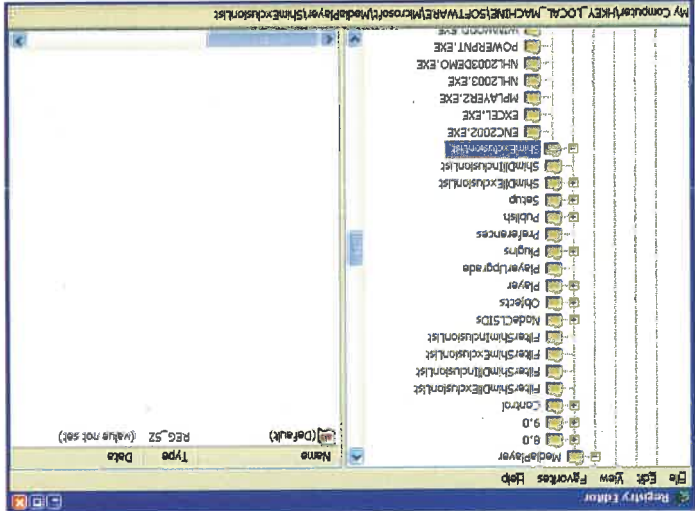 Registry Editor
File Edit View Favorites Help
MediaPlayer
8.0
9.0
Control
FilterShimDllExclusionList
FilterShimDllInclusionList
FilterShimExclusionList
FilterShimInclusionList
NodeCLSIDs
Objects
Player
PlayerUpgrade
Plugins
Preferences
Publish
Setup
ShimDllExclusionList
ShimDllInclusionList
ShimExclusionList
ENC2002.EXE
EXCEL.EXE
MPLAYER2.EXE
NHL2003.EXE
NHL2003DEMO.EXE
POWERPNT.EXE
WINWORD.EXE
Name Type Data
(Default) REG_SZ (value not set)
My Computer\HKEY_LOCAL_MACHINE\SOFTWARE\Microsoft\MediaPlayer\ShimExclusionList